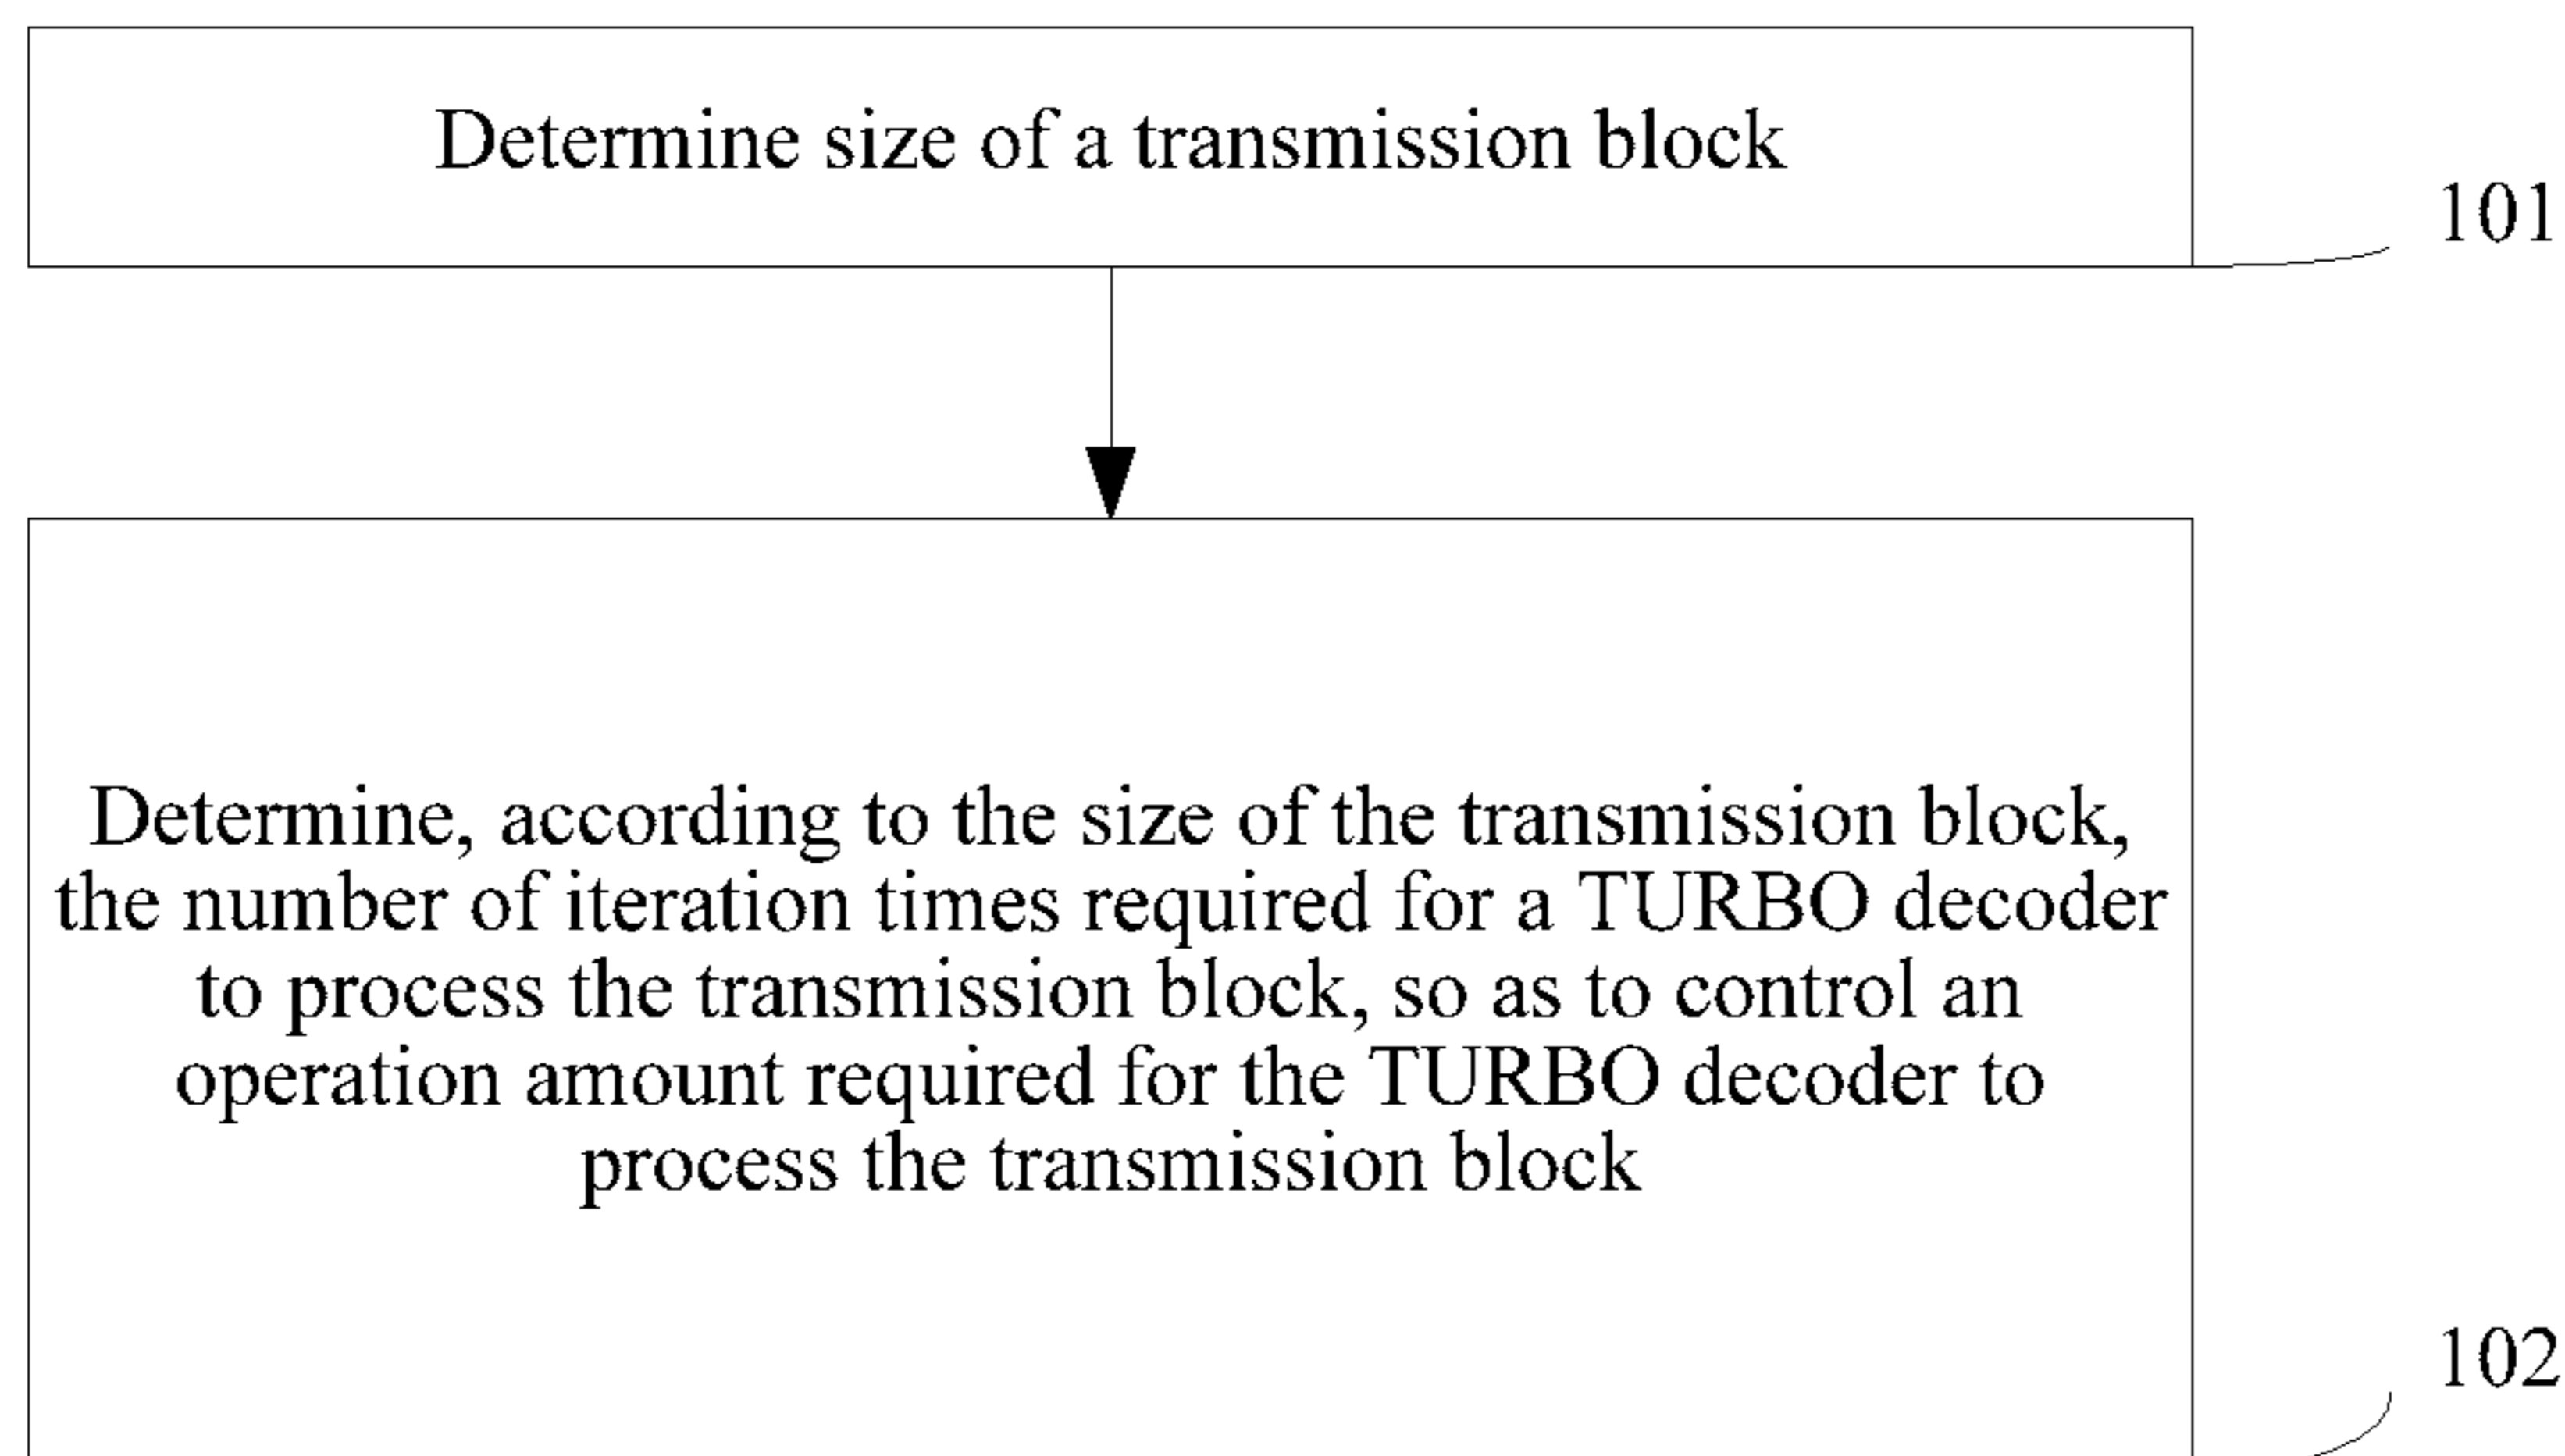 Determine size of a transmission block
101
Determine, according to the size of the transmission block,
the number of iteration times required for a TURBO decoder
to process the transmission block, so as to control an
operation amount required for the TURBO decoder to
process the transmission block
102